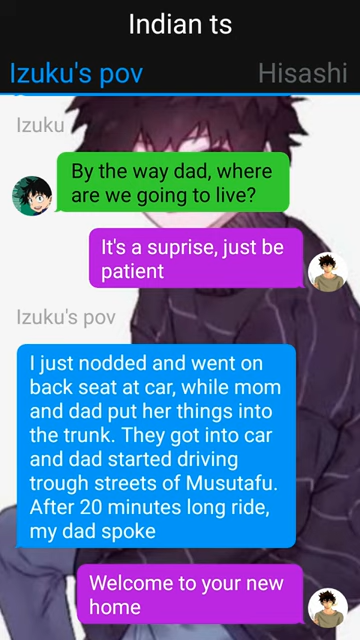 Indian ts
Izuku's pov
Hisashi
Izuku
By the way dad, where
are we going to live?
It's a suprise, just be
patient
Izuku's pov
I just nodded and went on
back seat at car, while mom
and dad put her things into
the trunk. They got into car
and dad started driving
trough streets of Musutafu.
After 20 minutes long ride,
my dad spoke
Welcome to your new
home